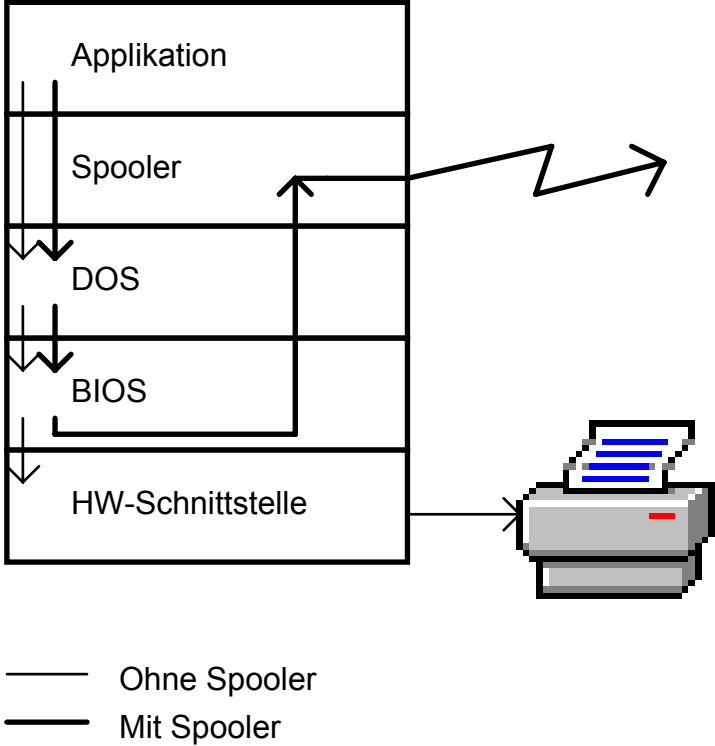 Applikation
Spooler
DOS
BIOS
HW-Schnittstelle
Ohne Spooler
Mit Spooler